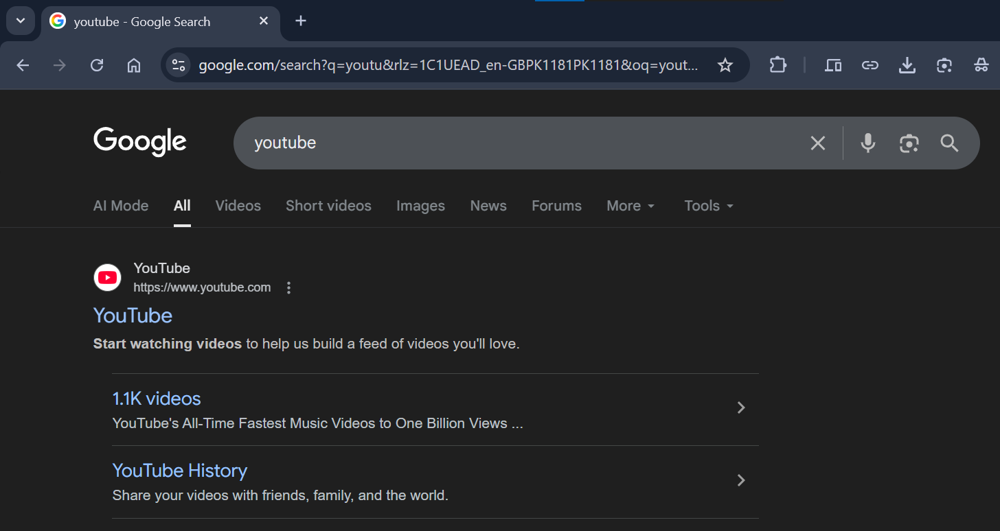 youtube - Google Search
google.com/search?q=youtu&rlz=1C1UEAD_en-GBPK1181PK1181&oq=yout...
Google
youtube
AI Mode
All
Videos
Short videos
Images
News
Forums
More
Tools
YouTube
https://www.youtube.com
YouTube
Start watching videos to help us build a feed of videos you'll love.
1.1K videos
YouTube's All-Time Fastest Music Videos to One Billion Views ...
YouTube History
Share your videos with friends, family, and the world.